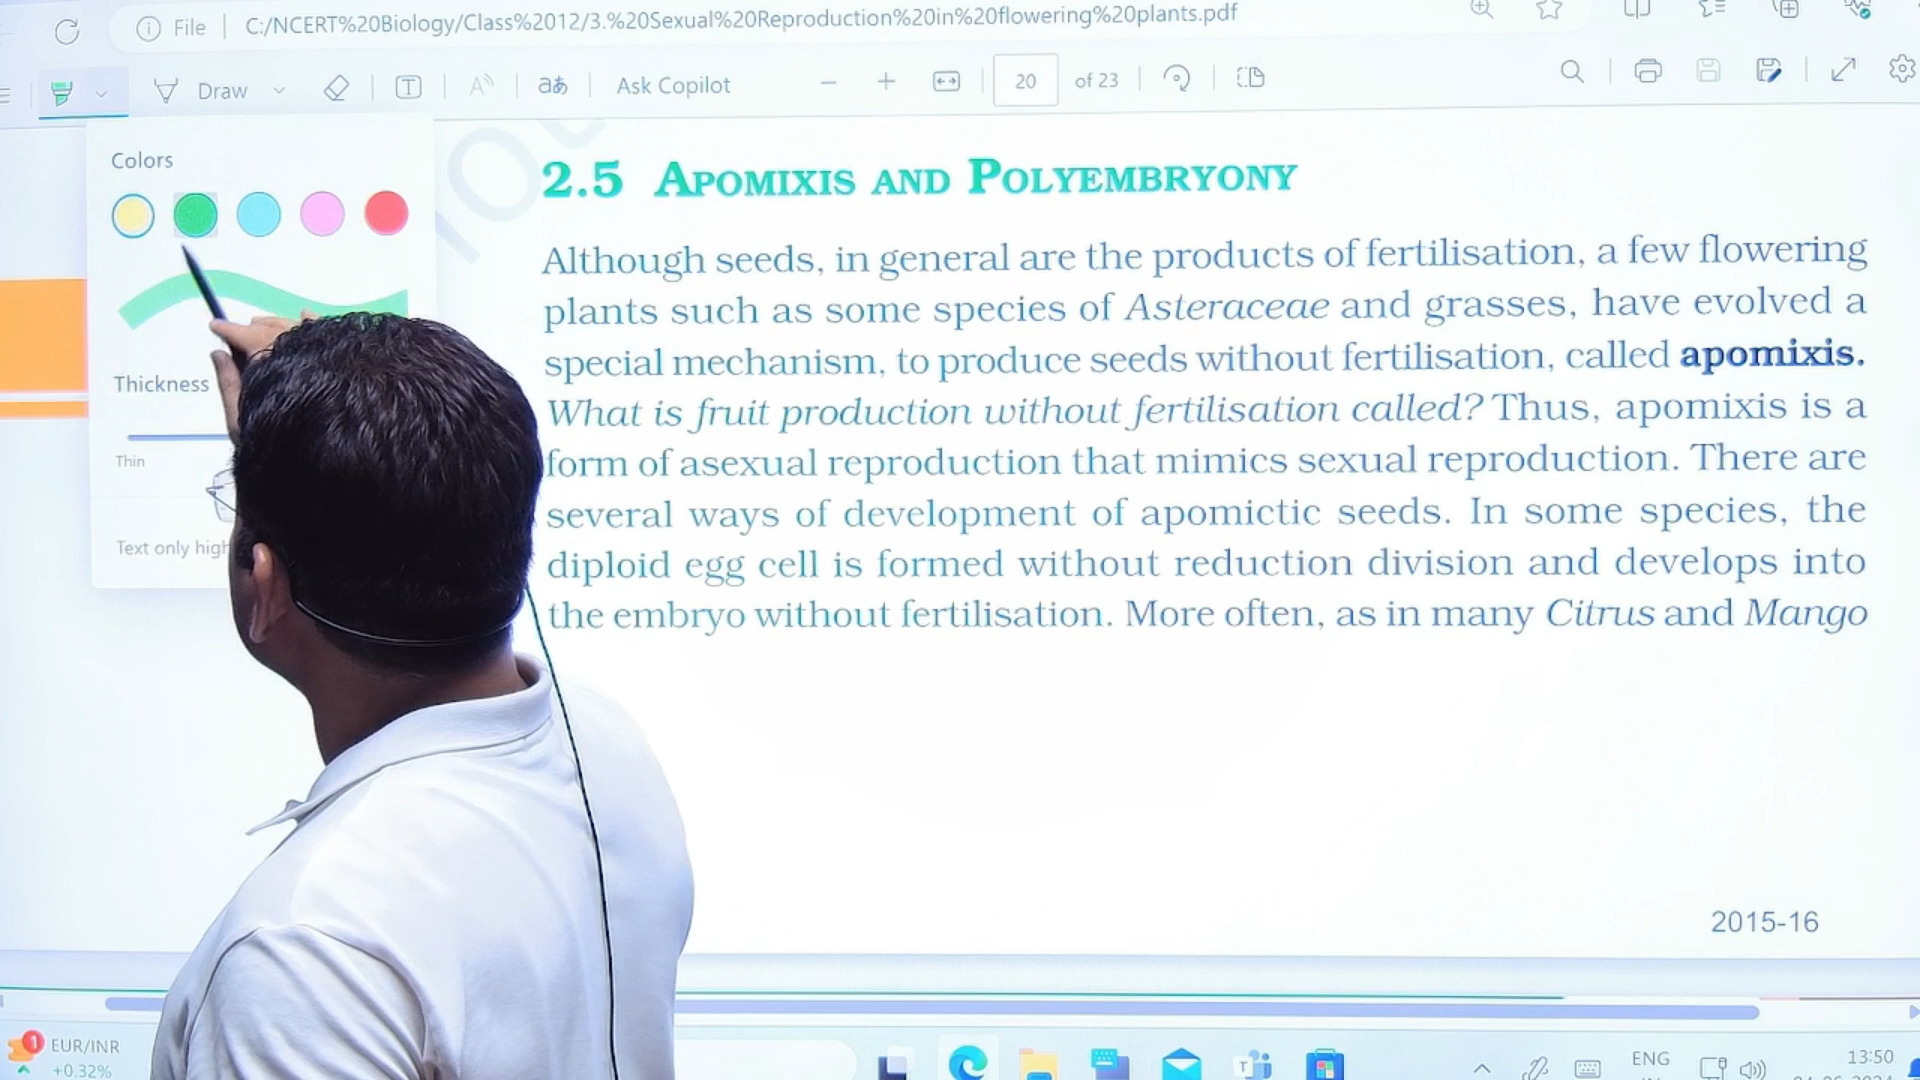 File C:/NCERT%20Biology/Class%2012/3.%20Sexual%20Reproduction%20in%20flowering%20plants.pdf
Draw Ask Copilot 20 of 23
Colors
Thickness
Thin
Text only
2.5 APOMIXIS AND POLYEMBRYONY
Although seeds, in general are the products of fertilisation, a few flowering
plants such as some species of Asteraceae and grasses, have evolved a
special mechanism, to produce seeds without fertilisation, called apomixis.
What is fruit production without fertilisation called? Thus, apomixis is a
form of asexual reproduction that mimics sexual reproduction. There are
several ways of development of apomictic seeds. In some species, the
diploid egg cell is formed without reduction division and develops into
the embryo without fertilisation. More often, as in many Citrus and Mango
2015-16
1 EUR/INR
+0.32%
ENG
13:50